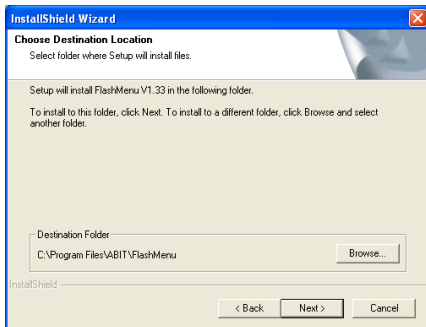 InstallShield Wizard
Choose Destination Location
Select folder where Setup will install files.
Setup will install FlashMenu V1.33 in the following folder.
To install to this folder, click Next. To install to a different folder, click Browse and select
another folder.
Destination Folder
C:\Program Files\ABIT\FlashMenu
Browse...
InstallShield
< Back
Next >
Cancel